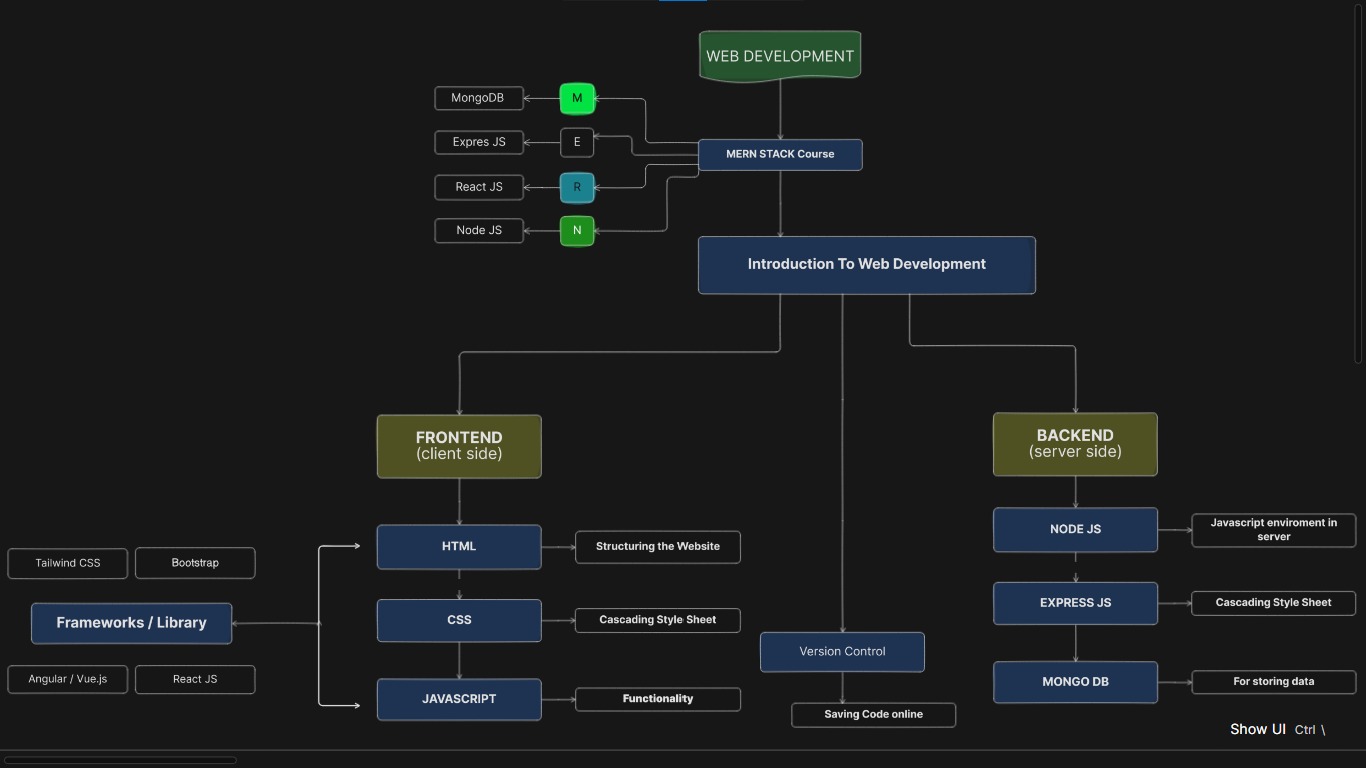 WEB DEVELOPMENT
MongoDB
M
Expres JS
E
MERN STACK Course
React JS
R
Node JS
N
Introduction To Web Development
FRONTEND
(client side)
BACKEND
(server side)
HTML
Structuring the Website
NODE JS
Javascript enviroment in
server
Tailwind CSS
Bootstrap
Frameworks / Library
CSS
Cascading Style Sheet
EXPRESS JS
Cascading Style Sheet
Version Control
Angular / Vue.js
React JS
JAVASCRIPT
Functionality
MONGO DB
For storing data
Saving Code online
Show UI Ctrl \